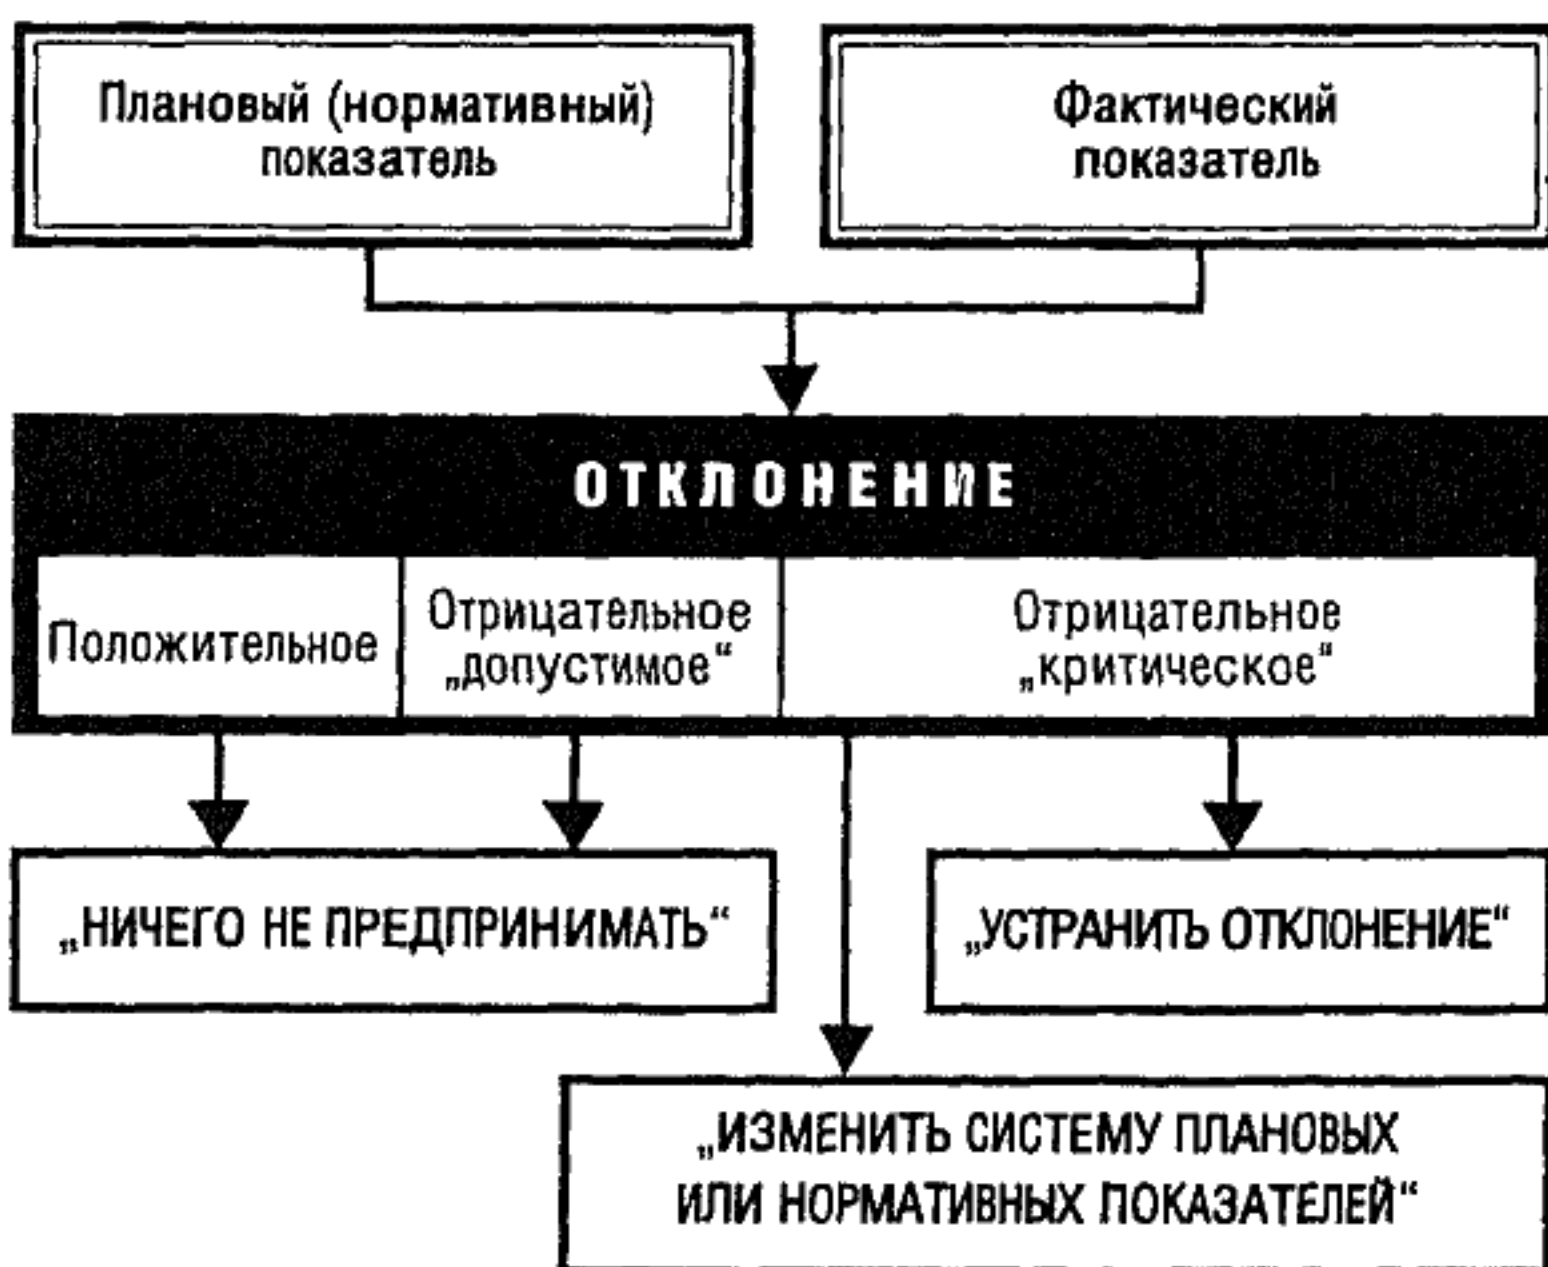 Плановый (нормативный)
показатель
Фактический
показатель
ОТКЛОНЕНИЕ
Положительное
Отрицательное
„допустимое“
Отрицательное
„критическое“
„НИЧЕГО НЕ ПРЕДПРИНИМАТЬ“
„УСТРАНИТЬ ОТКЛОНЕНИЕ“
„ИЗМЕНИТЬ СИСТЕМУ ПЛАНОВЫХ
ИЛИ НОРМАТИВНЫХ ПОКАЗАТЕЛЕЙ“